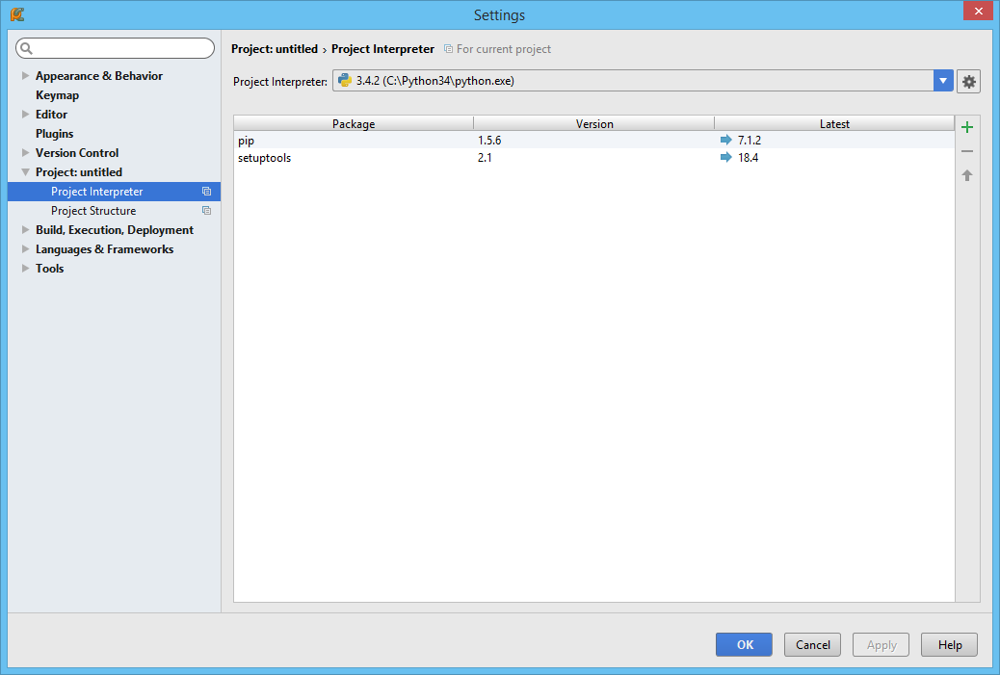 Settings
Project: untitled › Project Interpreter For current project
Appearance & Behavior
Keymap
Editor
Plugins
Version Control
Project: untitled
Project Interpreter
Project Structure
Build, Execution, Deployment
Languages & Frameworks
Tools
Project Interpreter: 3.4.2 (C:\Python34\python.exe)
Package Version Latest
pip 1.5.6 7.1.2
setuptools 2.1 18.4
OK Cancel Apply Help